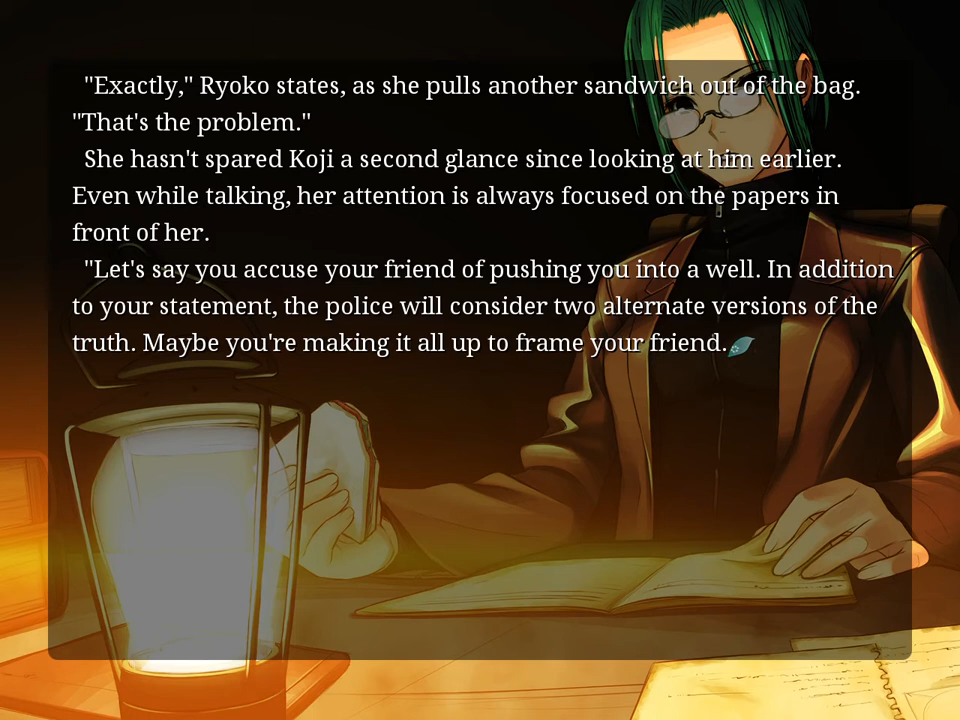 "Exactly," Ryoko states, as she pulls another sandwich out of the bag.
"That's the problem."
She hasn't spared Koji a second glance since looking at him earlier.
Even while talking, her attention is always focused on the papers in
front of her.
"Let's say you accuse your friend of pushing you into a well. In addition
to your statement, the police will consider two alternate versions of the
truth. Maybe you're making it all up to frame your friend.